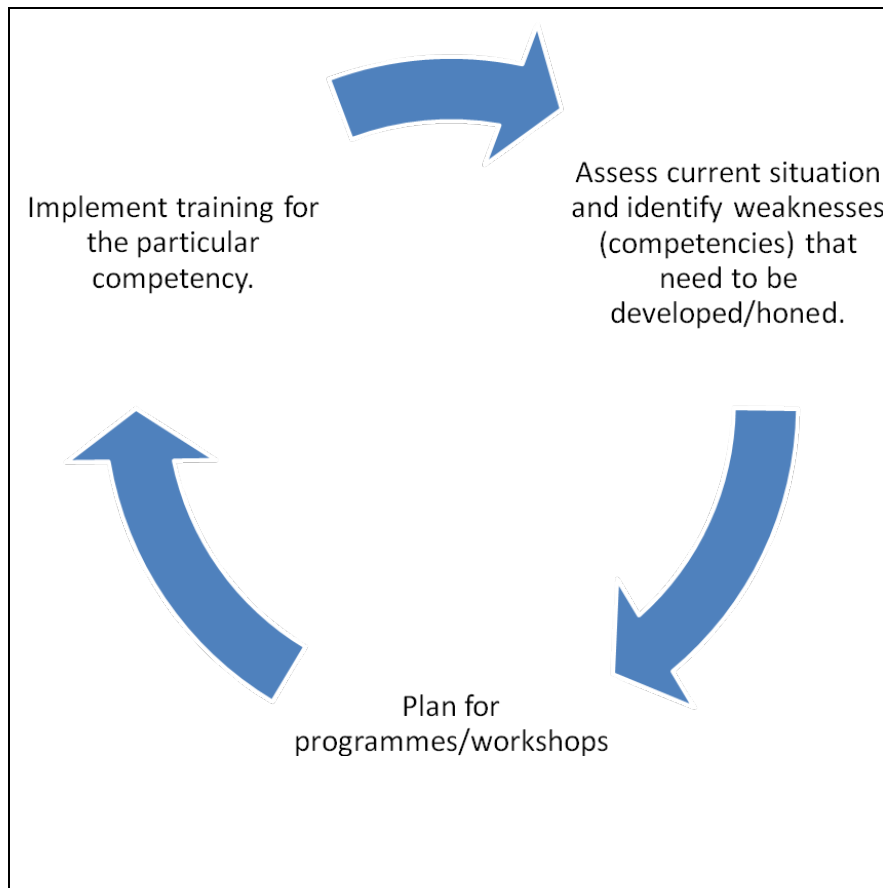 Implement training for
the particular
competency.
Assess current situation
and identify weaknesses
(competencies) that
need to be
developed/honed.
Plan for
programmes/workshops